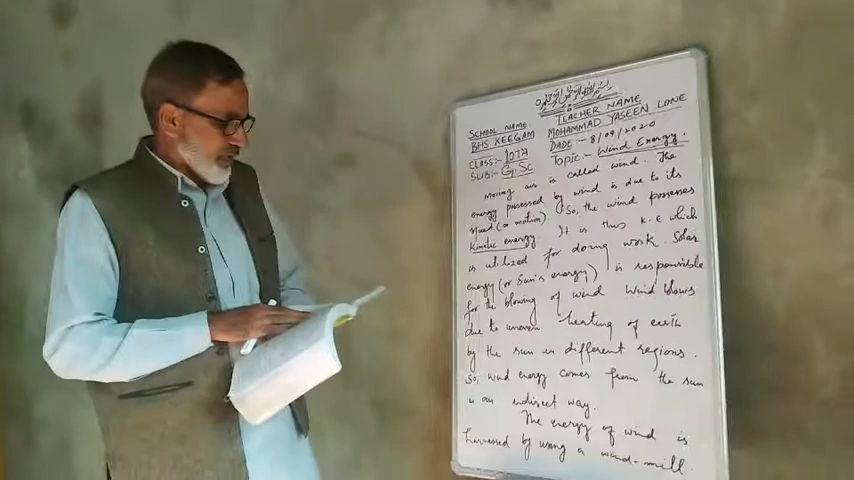 SCHOOL NAME
BHS KEEGAM
CLASS:- 10TH
SUB:- G. Sc
TEACHER NAME
MOHAMMAD YASEEN LONE
DATE:- 8/09/2020
Topic:- Wind Energy
Moving air is called wind. The
energy possessed by wind is due to its
speed (or motion). So, the wind possesses
Kinetic energy. It is this K.E which
is utilized for doing work. Solar
energy (or Sun's energy) is responsible
for the blowing of wind. Wind blows
due to uneven heating of earth
by the sun in different regions.
So, wind energy comes from the sun
in an indirect way.
The energy of wind is
harnessed by using a wind-mill